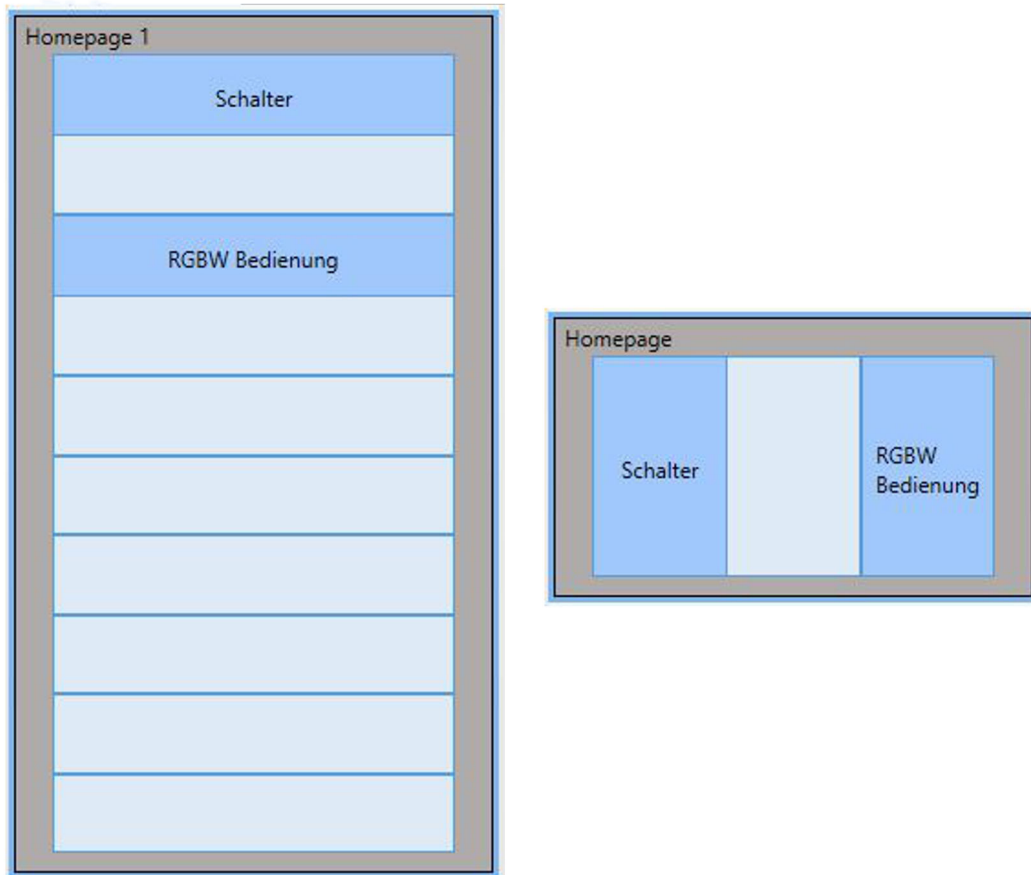 Homepage 1
Schalter
RGBW Bedienung
Homepage
Schalter
RGBW
Bedienung